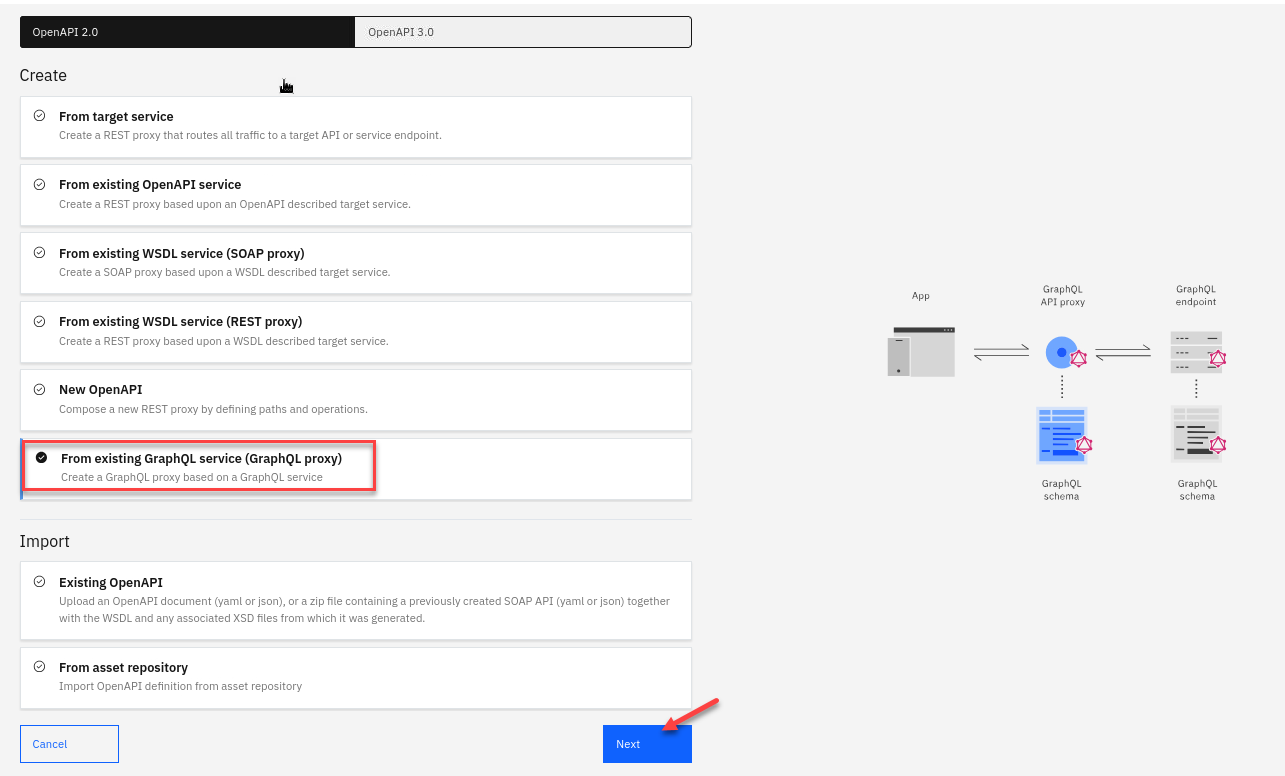 OpenAPI 2.0
OpenAPI 3.0
Create
From target service
Create a REST proxy that routes all traffic to a target API or service endpoint.
From existing OpenAPI service
Create a REST proxy based upon an OpenAPI described target service.
From existing WSDL service (SOAP proxy)
Create a SOAP proxy based upon a WSDL described target service.
From existing WSDL service (REST proxy)
Create a REST proxy based upon a WSDL described target service.
New OpenAPI
Compose a new REST proxy by defining paths and operations.
From existing GraphQL service (GraphQL proxy)
Create a GraphQL proxy based on a GraphQL service
Import
Existing OpenAPI
Upload an OpenAPI document (yaml or json), or a zip file containing a previously created SOAP API (yaml or json) together
with the WSDL and any associated XSD files from which it was generated.
From asset repository
Import OpenAPI definition from asset repository
Cancel
Next
App
GraphQL
API proxy
GraphQL
endpoint
GraphQL
schema
GraphQL
schema